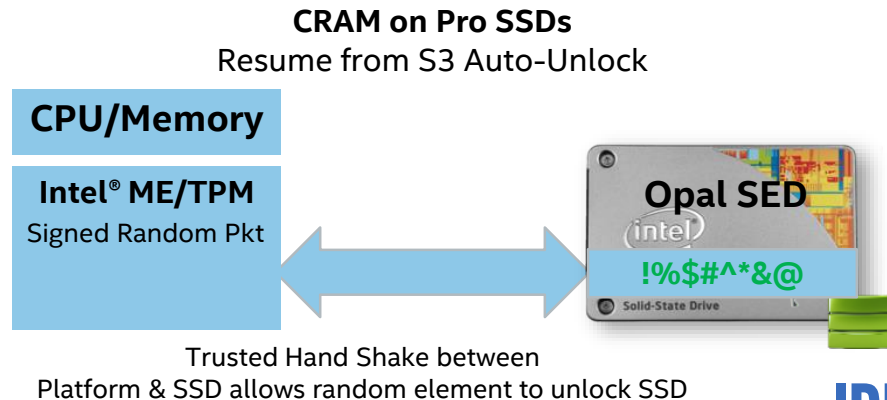 CRAM on Pro SSDs
Resume from S3 Auto-Unlock
CPU/Memory
Intel® ME/TPM
Signed Random Pkt
Opal SED
intel
!%$#^*&@
Solid-State Drive
Trusted Hand Shake between
Platform & SSD allows random element to unlock SSD